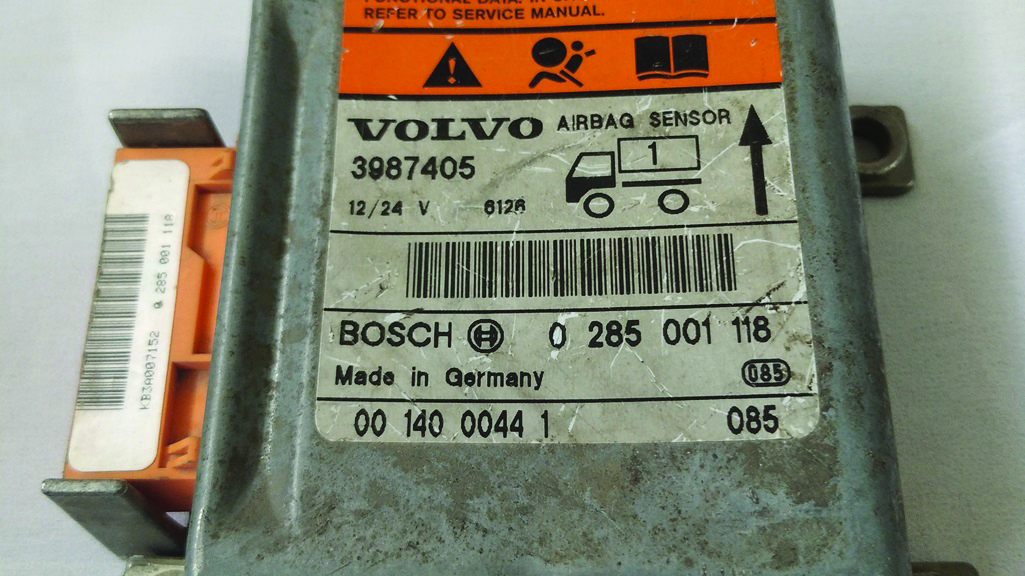 REFER TO SERVICE MANUAL.
VOLVO AIRBAG SENSOR
3987405
1
12/24 V 6126
BOSCH 0 285 001 118
Made in Germany 085
00 140 0044 1 085
0 285 001 118
KB3A007152